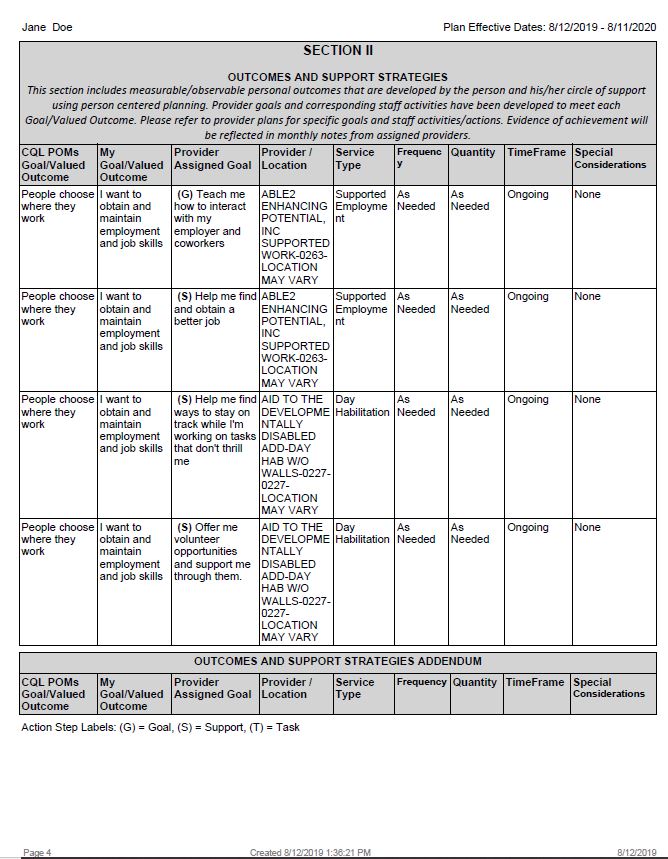 Jane Doe Plan Effective Dates: 8/12/2019 - 8/11/2020
SECTION II
OUTCOMES AND SUPPORT STRATEGIES
This section includes measurable/observable personal outcomes that are developed by the person and his/her circle of support
using person centered planning. Provider goals and corresponding staff activities have been developed to meet each
Goal/Valued Outcome. Please refer to provider plans for specific goals and staff activities/actions. Evidence of achievement will
be reflected in monthly notes from assigned providers.
CQL POMs My Provider Provider / Service Frequenc Quantity TimeFrame Special
Goal/Valued Goal/Valued Assigned Goal Location Type y Considerations
Outcome Outcome
People choose I want to (G) Teach me ABLE2 Supported As As Ongoing None
where they obtain and how to interact ENHANCING Employme Needed Needed
work maintain with my POTENTIAL, nt
employment employer and INC
and job skills coworkers SUPPORTED
WORK-0263-
LOCATION
MAY VARY
People choose I want to (S) Help me find ABLE2 Supported As As Ongoing None
where they obtain and and obtain a ENHANCING Employme Needed Needed
work maintain better job POTENTIAL, nt
employment INC
and job skills SUPPORTED
WORK-0263-
LOCATION
MAY VARY
People choose I want to (S) Help me find AID TO THE Day As As Ongoing None
where they obtain and ways to stay on DEVELOPME Habilitation Needed Needed
work maintain track while I'm NTALLY
employment working on tasks DISABLED
and job skills that don't thrill ADD-DAY
me HAB W/O
WALLS-0227-
0227-
LOCATION
MAY VARY
People choose I want to (S) Offer me AID TO THE Day As As Ongoing None
where they obtain and volunteer DEVELOPME Habilitation Needed Needed
work maintain opportunities NTALLY
employment and support me DISABLED
and job skills through them. ADD-DAY
HAB W/O
WALLS-0227-
0227-
LOCATION
MAY VARY
OUTCOMES AND SUPPORT STRATEGIES ADDENDUM
CQL POMs My Provider Provider / Service Frequency Quantity TimeFrame Special
Goal/Valued Goal/Valued Assigned Goal Location Type Considerations
Outcome Outcome
Action Step Labels: (G) = Goal, (S) = Support, (T) = Task
Page 4 Created 8/12/2019 1:36:21 PM 8/12/2019